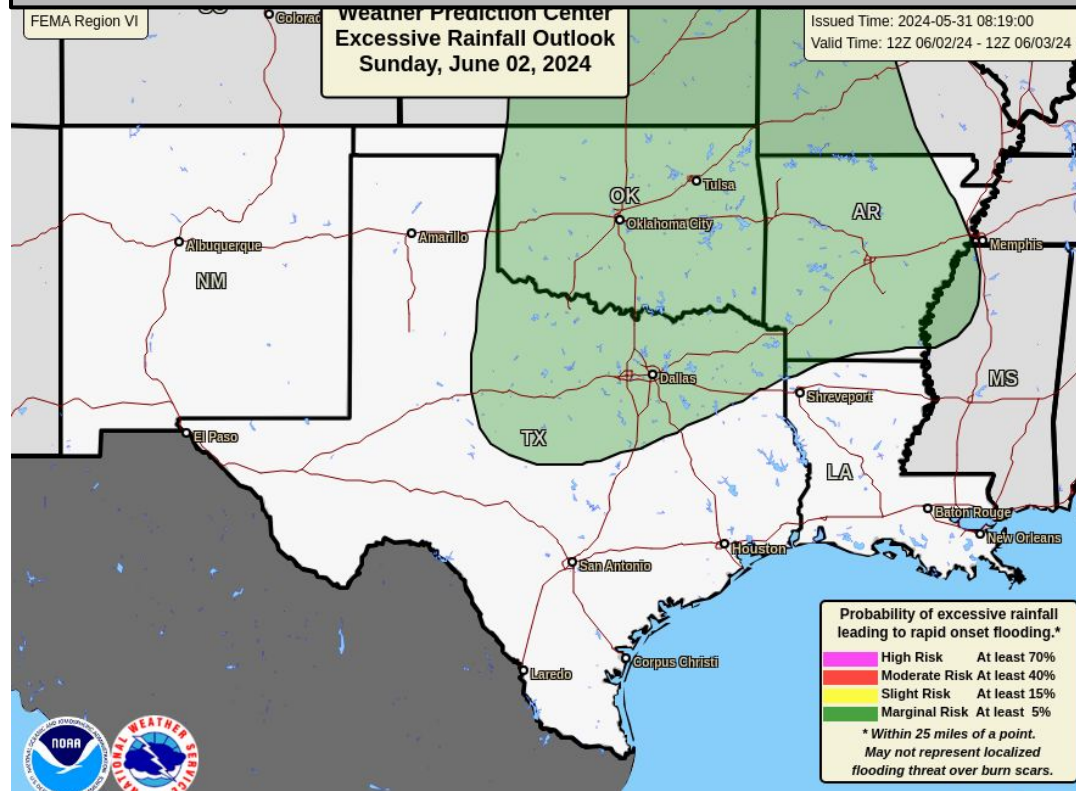 FEMA Region VI
Weather Prediction Center
Excessive Rainfall Outlook
Sunday, June 02, 2024
Issued Time: 2024-05-31 08:19:00
Valid Time: 12Z 06/02/24 - 12Z 06/03/24
Tulsa
OK
Oklahoma City
AR
Amarillo
Albuquerque
Memphis
NM
Dallas
MS
Shreveport
El Paso
TX
LA
Baton Rouge
New Orleans
Houston
San Antonio
Corpus Christi
Laredo
Probability of excessive rainfall
leading to rapid onset flooding.*
High Risk At least 70%
Moderate Risk At least 40%
Slight Risk At least 15%
Marginal Risk At least 5%
* Within 25 miles of a point.
May not represent localized
flooding threat over burn scars.
NOAA
NATIONAL WEATHER SERVICE